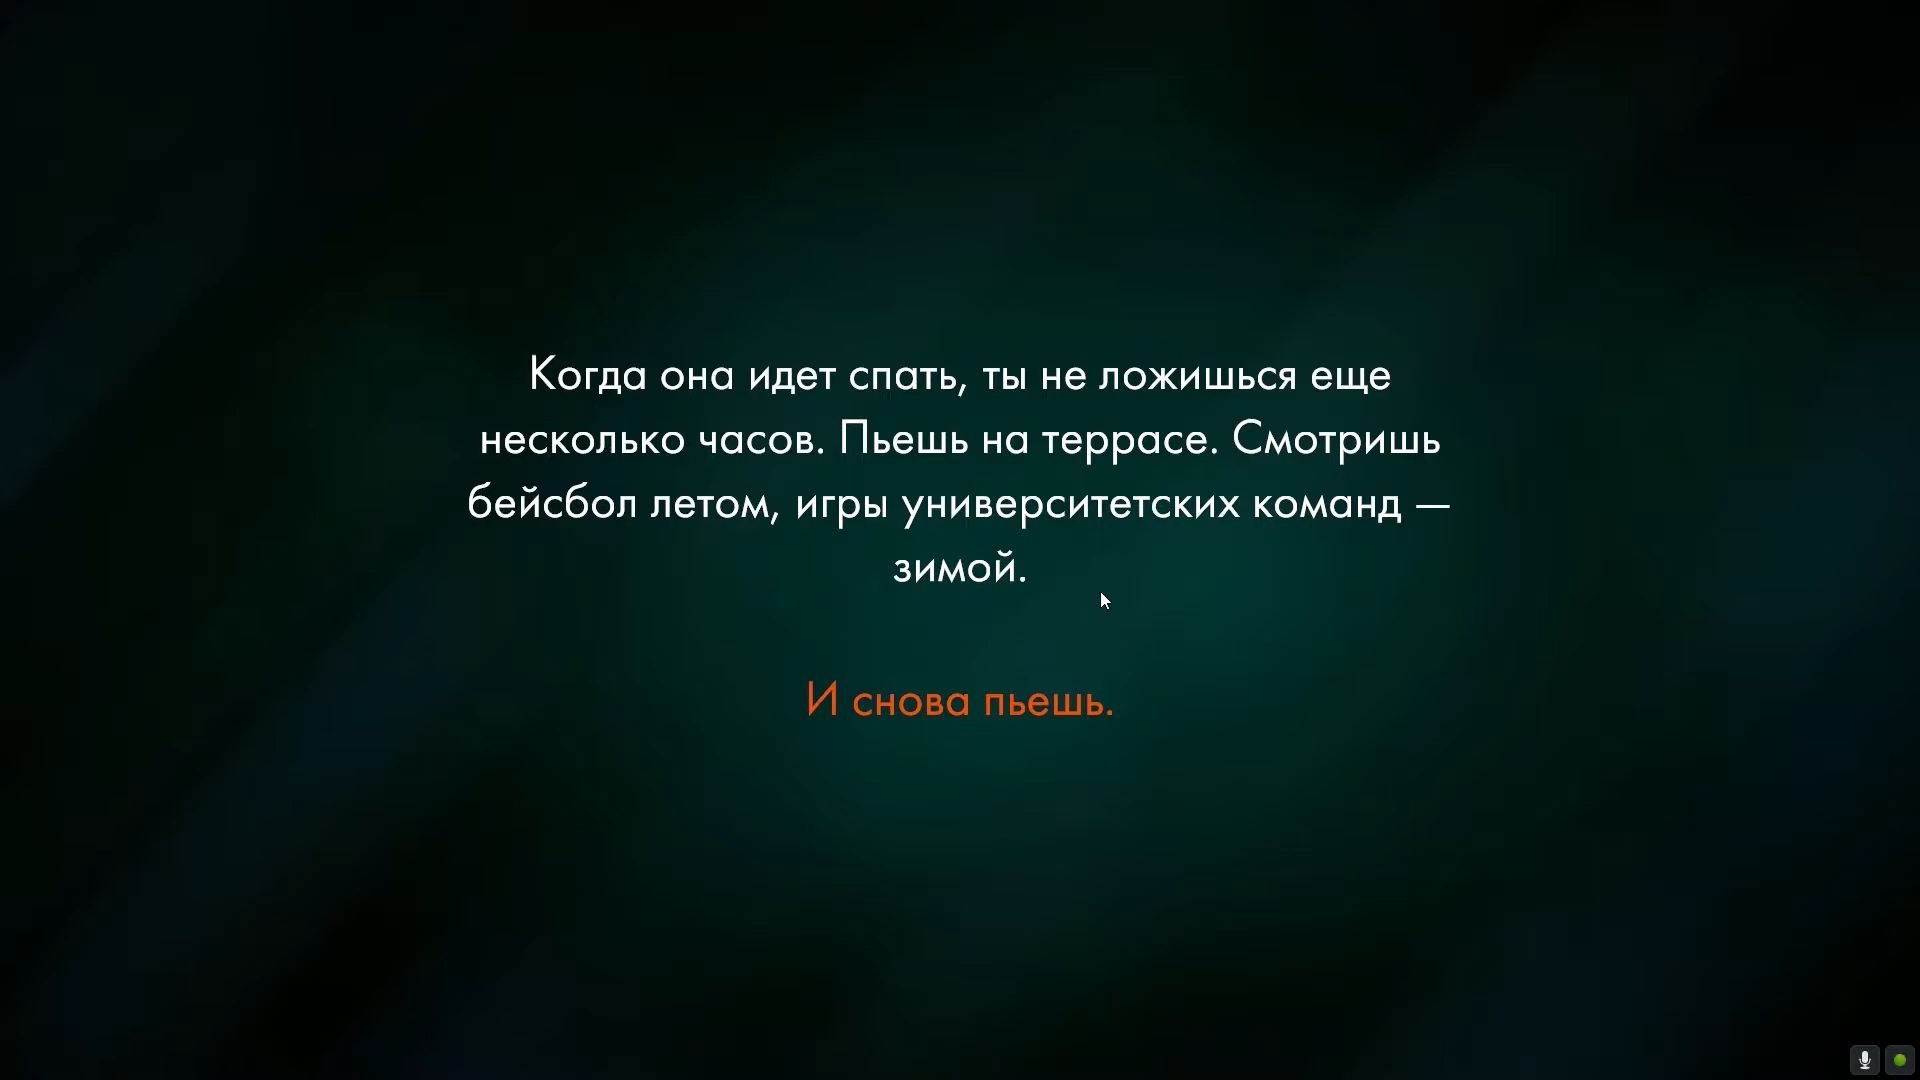 Когда она идет спать, ты не ложишься еще
несколько часов. Пьешь на террасе. Смотришь
бейсбол летом, игры университетских команд —
зимой.
И снова пьешь.